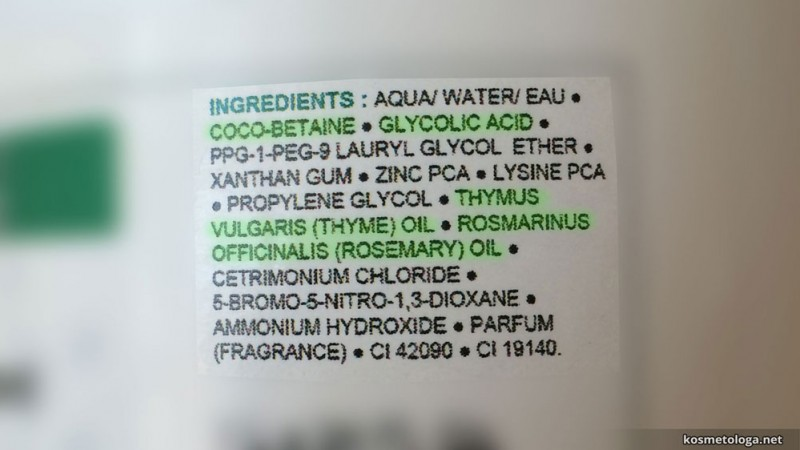 INGREDIENTS : AQUA/ WATER/ EAU •
COCO-BETAINE • GLYCOLIC ACID •
PPG-1-PEG-9 LAURYL GLYCOL ETHER •
XANTHAN GUM • ZINC PCA • LYSINE PCA
• PROPYLENE GLYCOL • THYMUS
VULGARIS (THYME) OIL • ROSMARINUS
OFFICINALIS (ROSEMARY) OIL •
CETRIMONIUM CHLORIDE •
5-BROMO-5-NITRO-1,3-DIOXANE •
AMMONIUM HYDROXIDE • PARFUM
(FRAGRANCE) • CI 42090 • CI 19140.
kosmetologa.net